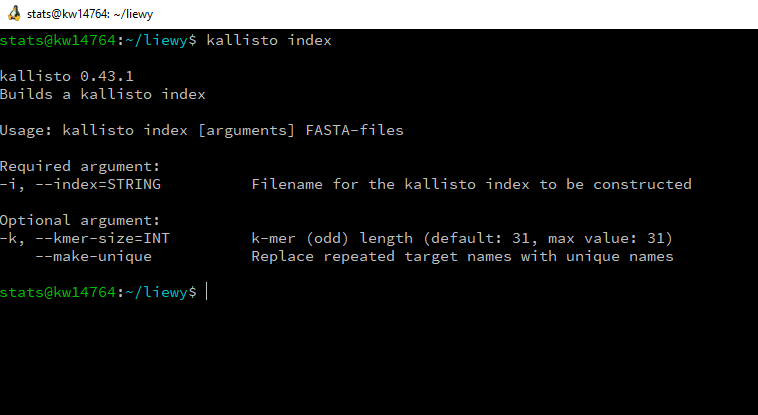 stats@kw14764: ~/liewy
stats@kw14764:~/liewy$ kallisto index
kallisto 0.43.1
Builds a kallisto index
Usage: kallisto index [arguments] FASTA-files
Required argument:
-i, --index=STRING Filename for the kallisto index to be constructed
Optional argument:
-k, --kmer-size=INT k-mer (odd) length (default: 31, max value: 31)
--make-unique Replace repeated target names with unique names
stats@kw14764:~/liewy$